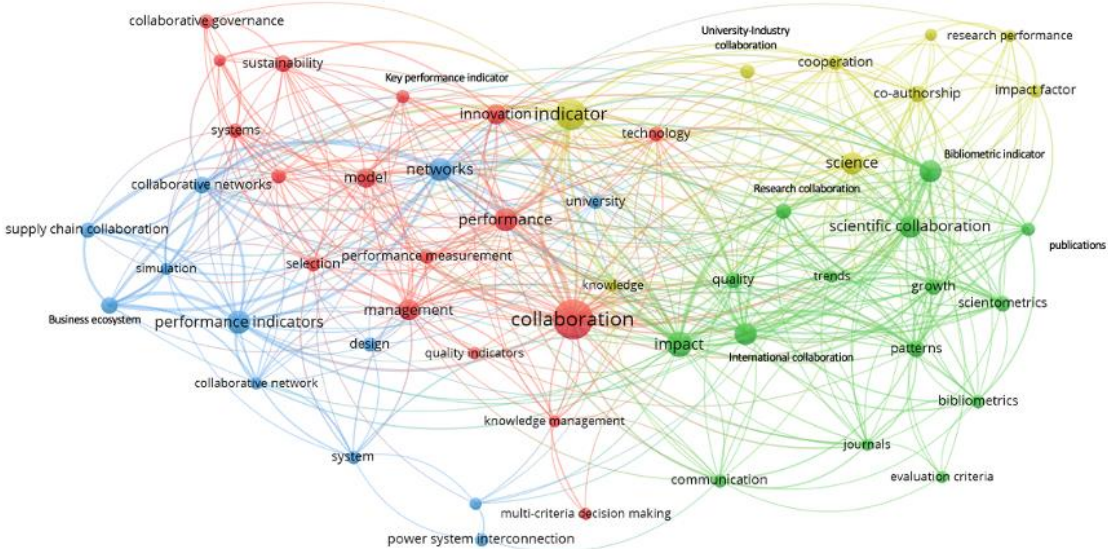 collaborative governance
University-Industry
collaboration
research performance
sustainability
cooperation
Key performance indicator
co-authorship
impact factor
innovation
indicator
systems
technology
Bibliometric indicator
networks
science
model
collaborative networks
Research collaboration
university
supply chain collaboration
performance
scientific collaboration
publications
performance measurement
selection
simulation
knowledge
quality
trends
growth
scientometrics
Business ecosystem
performance indicators
management
collaboration
design
impact
International collaboration
patterns
quality indicators
collaborative network
bibliometrics
knowledge management
journals
system
communication
evaluation criteria
multi-criteria decision making
power system interconnection